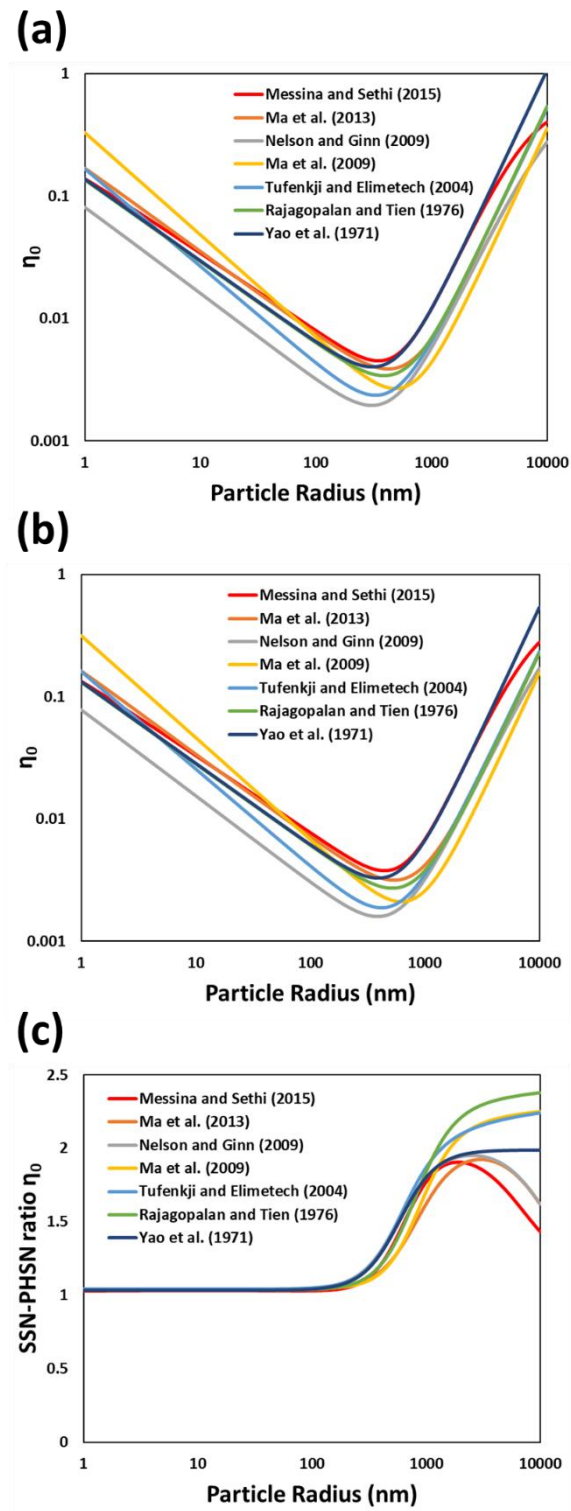 (a)
1
0.1
0.01
0.001
η0
Messina and Sethi (2015)
Ma et al. (2013)
Nelson and Ginn (2009)
Ma et al. (2009)
Tufenkji and Elimetech (2004)
Rajagopalan and Tien (1976)
Yao et al. (1971)
1 10 100 1000 10000
Particle Radius (nm)
(b)
1
0.1
0.01
0.001
η0
Messina and Sethi (2015)
Ma et al. (2013)
Nelson and Ginn (2009)
Ma et al. (2009)
Tufenkji and Elimetech (2004)
Rajagopalan and Tien (1976)
Yao et al. (1971)
1 10 100 1000 10000
Particle Radius (nm)
(c)
2.5
2
1.5
1
0.5
0
SSN-PHSN ratio η0
Messina and Sethi (2015)
Ma et al. (2013)
Nelson and Ginn (2009)
Ma et al. (2009)
Tufenkji and Elimetech (2004)
Rajagopalan and Tien (1976)
Yao et al. (1971)
1 10 100 1000 10000
Particle Radius (nm)